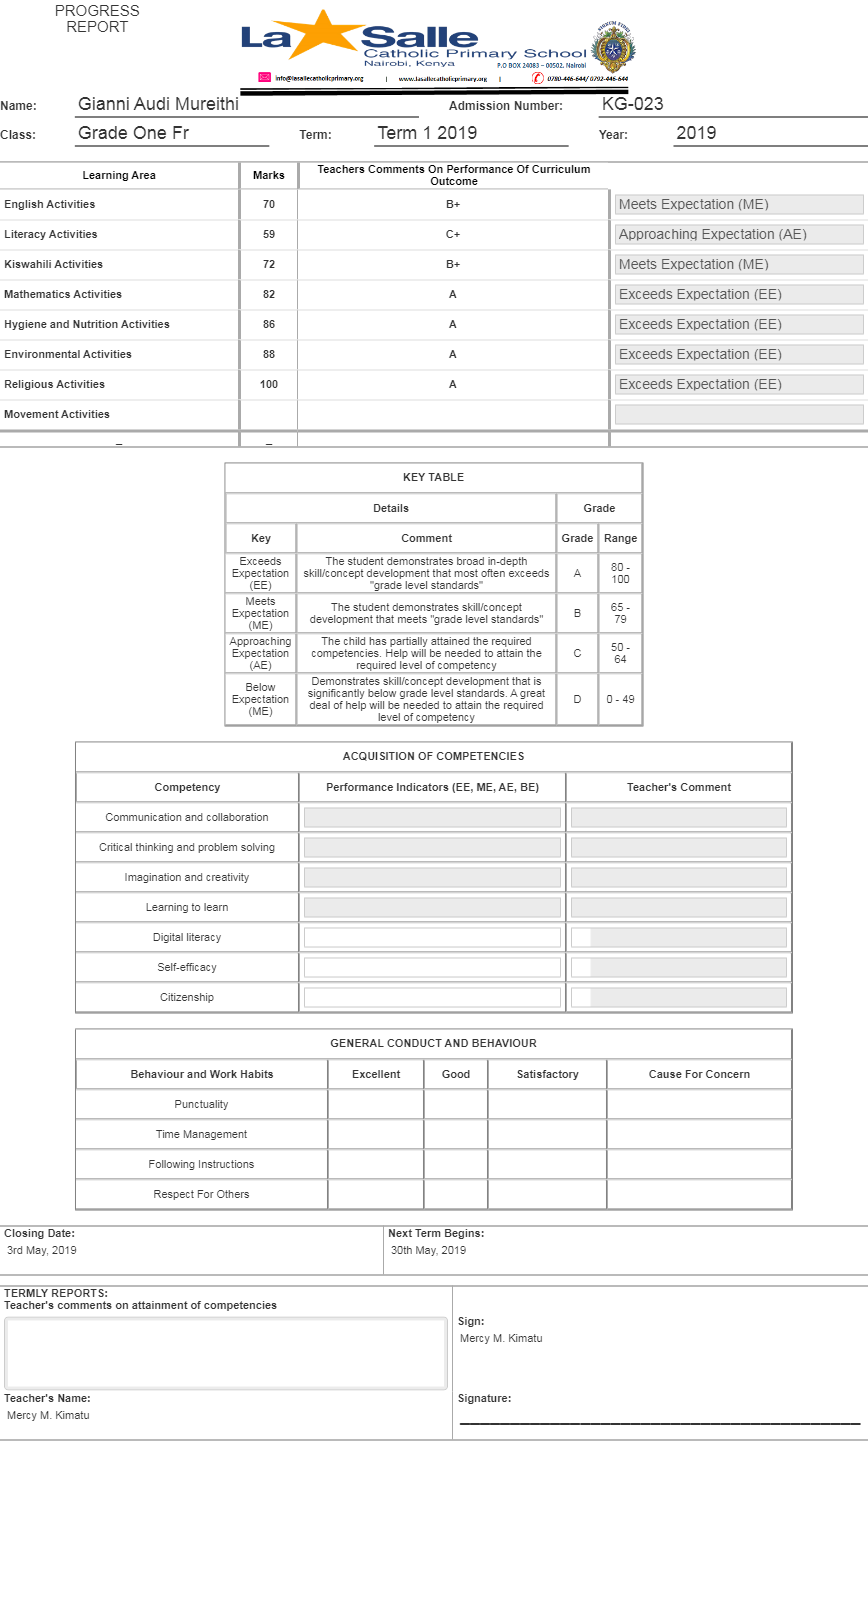 PROGRESS
REPORT
La Salle
Catholic Primary School
Nairobi, Kenya
P.O BOX 24083 – 00502, Nairobi
info@lasallecatholicprimary.org | www.lasallecatholicprimary.org | 0780-446-644/ 0792-446-644
Name: Gianni Audi Mureithi Admission Number: KG-023
Class: Grade One Fr Term: Term 1 2019 Year: 2019
Learning Area Marks Teachers Comments On Performance Of Curriculum
Outcome
English Activities 70 B+ Meets Expectation (ME)
Literacy Activities 59 C+ Approaching Expectation (AE)
Kiswahili Activities 72 B+ Meets Expectation (ME)
Mathematics Activities 82 A Exceeds Expectation (EE)
Hygiene and Nutrition Activities 86 A Exceeds Expectation (EE)
Environmental Activities 88 A Exceeds Expectation (EE)
Religious Activities 100 A Exceeds Expectation (EE)
Movement Activities
KEY TABLE
Details Grade
Key Comment Grade Range
Exceeds
Expectation
(EE)
The student demonstrates broad in-depth
skill/concept development that most often exceeds
"grade level standards"
A
80 -
100
Meets
Expectation
(ME)
The student demonstrates skill/concept
development that meets "grade level standards"
B
65 -
79
Approaching
Expectation
(AE)
The child has partially attained the required
competencies. Help will be needed to attain the
required level of competency
C
50 -
64
Below
Expectation
(ME)
Demonstrates skill/concept development that is
significantly below grade level standards. A great
deal of help will be needed to attain the required
level of competency
D
0 - 49
ACQUISITION OF COMPETENCIES
Competency Performance Indicators (EE, ME, AE, BE) Teacher's Comment
Communication and collaboration
Critical thinking and problem solving
Imagination and creativity
Learning to learn
Digital literacy
Self-efficacy
Citizenship
GENERAL CONDUCT AND BEHAVIOUR
Behaviour and Work Habits Excellent Good Satisfactory Cause For Concern
Punctuality
Time Management
Following Instructions
Respect For Others
Closing Date: Next Term Begins:
3rd May, 2019 30th May, 2019
TERMLY REPORTS:
Teacher's comments on attainment of competencies
Sign:
Mercy M. Kimatu
Teacher's Name: Signature:
Mercy M. Kimatu